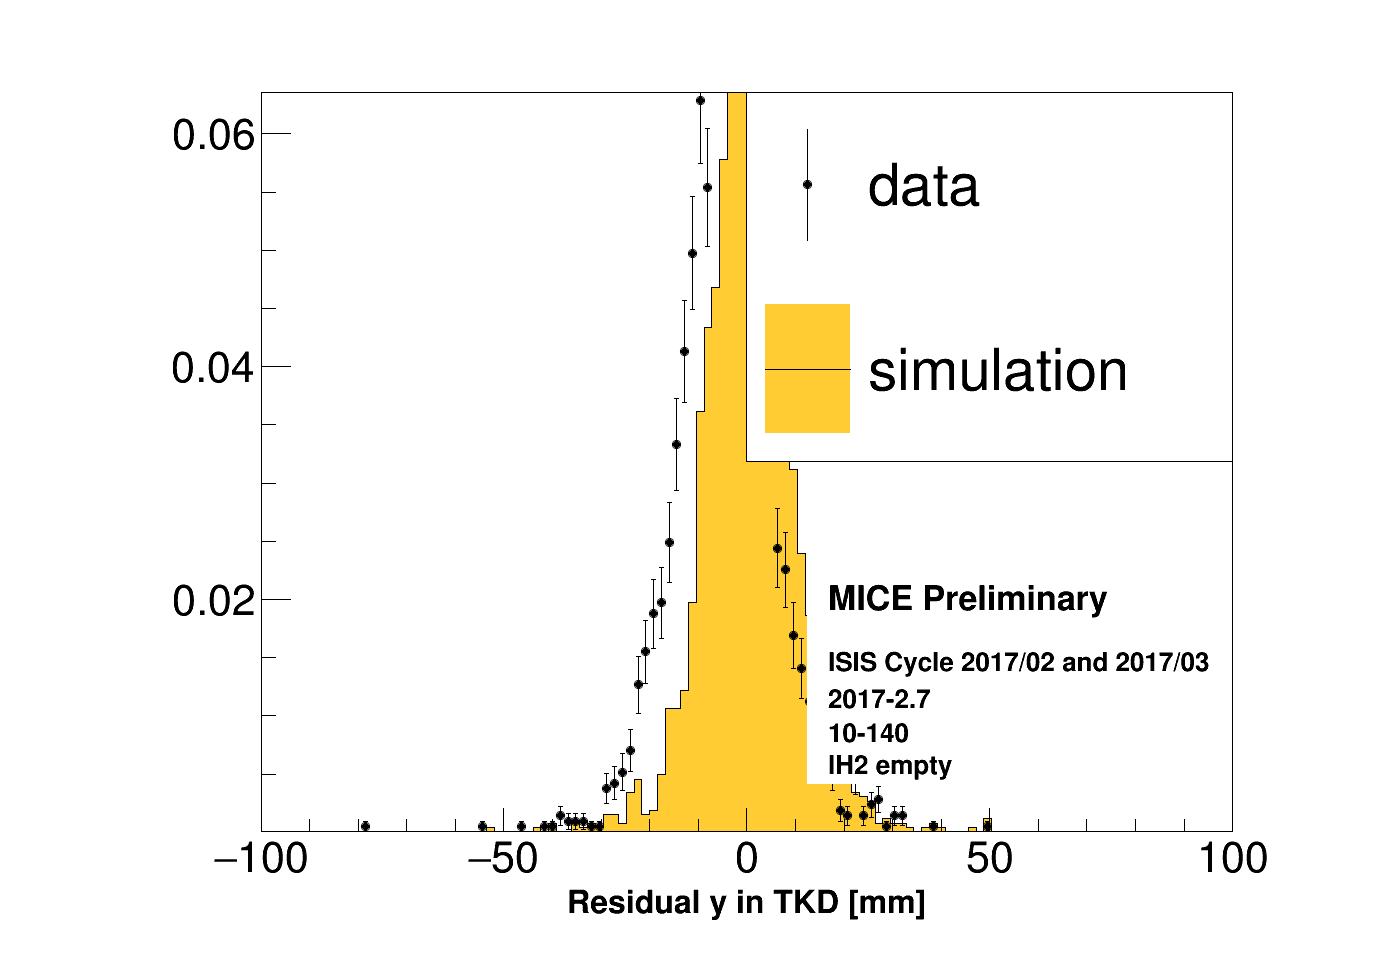 0.06
data
0.04
simulation
0.02
MICE Preliminary
ISIS Cycle 2017/02 and 2017/03
2017-2.7
10-140
lH2 empty
−100 −50 0 50 100
Residual y in TKD [mm]